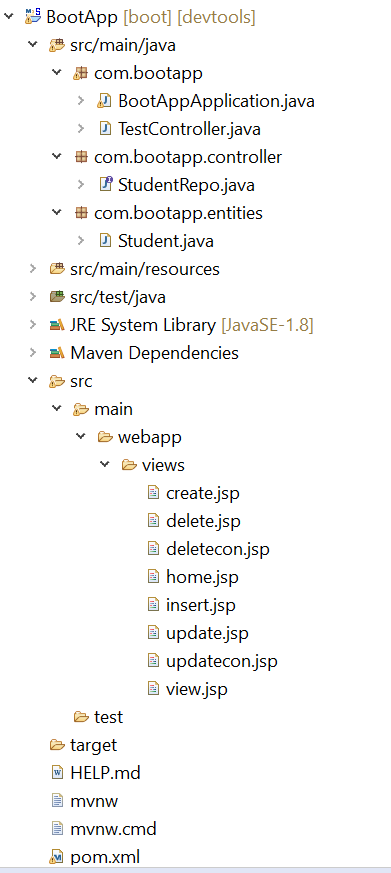 BootApp [boot] [devtools]
src/main/java
com.bootapp
BootAppApplication.java
TestController.java
com.bootapp.controller
StudentRepo.java
com.bootapp.entities
Student.java
src/main/resources
src/test/java
JRE System Library [JavaSE-1.8]
Maven Dependencies
src
main
webapp
views
create.jsp
delete.jsp
deletecon.jsp
home.jsp
insert.jsp
update.jsp
updatecon.jsp
view.jsp
test
target
HELP.md
mvnw
mvnw.cmd
pom.xml